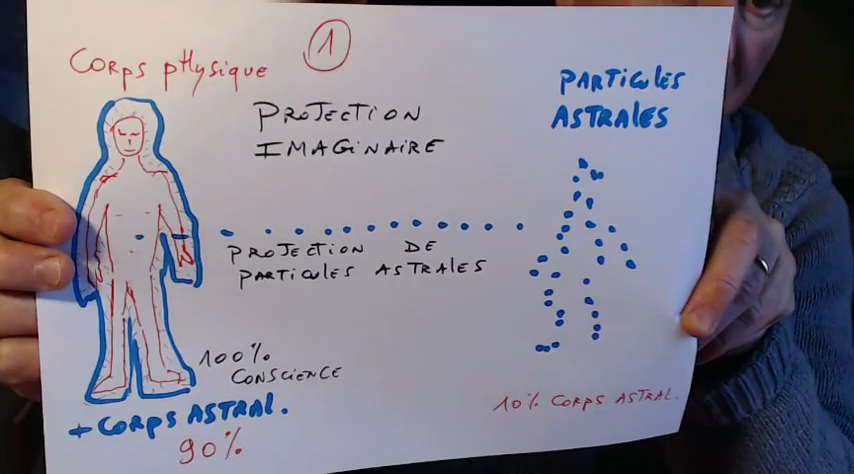 1
CORPS PHYSIQUE
PROJECTION
IMAGINAIRE
PARTICULES
ASTRALES
PROJECTION DE
PARTICULES ASTRALES
100%
CONSCIENCE
+ CORPS ASTRAL.
90%
10% CORPS ASTRAL.